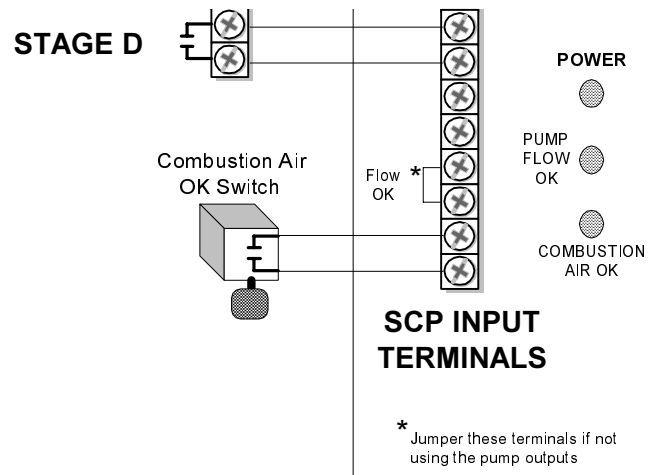 STAGE D
POWER
PUMP
FLOW
OK
Combustion Air
OK Switch
Flow *
OK
COMBUSTION
AIR OK
SCP INPUT
TERMINALS
* Jumper these terminals if not
using the pump outputs